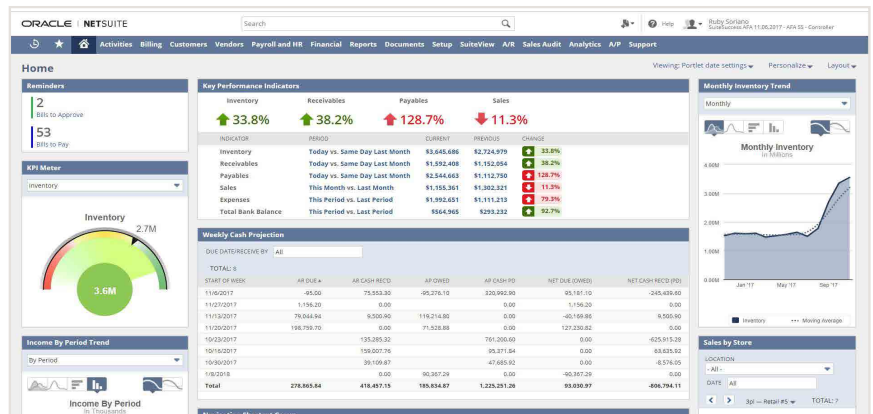 ORACLE NETSUITE
Search
Help
Ruby Soriano
SuiteSuccess AFA 11.06.2017 - AFA SS - Controller
Activities Billing Customers Vendors Payroll and HR Financial Reports Documents Setup SuiteView A/R Sales Audit Analytics A/P Support
Home
Viewing: Portlet date settings Personalize Layout
Reminders
2
Bills to Approve
53
Bills to Pay
KPI Meter
Inventory
Inventory
2.7M
3.6M
Income By Period Trend
By Period
Income By Period
In Thousands
Key Performance Indicators
Inventory Receivables Payables Sales
33.8% 38.2% 128.7% 11.3%
INDICATOR PERIOD CURRENT PREVIOUS CHANGE
Inventory Today vs. Same Day Last Month $3,645,686 $2,724,979 33.8%
Receivables Today vs. Same Day Last Month $1,592,408 $1,152,054 38.2%
Payables Today vs. Same Day Last Month $2,544,663 $1,112,750 128.7%
Sales This Month vs. Last Month $1,155,361 $1,302,321 11.3%
Expenses This Period vs. Last Period $1,992,651 $1,111,213 79.3%
Total Bank Balance This Period vs. Last Period $564,965 $293,232 92.7%
Weekly Cash Projection
DUE DATE/RECEIVE BY All
TOTAL: 8
START OF WEEK AR DUE AR CASH REC'D AP OWED AP CASH PD NET DUE (OWED) NET CASH REC'D (PD)
11/6/2017 -95.00 75,553.30 -95,276.10 320,992.90 95,181.10 -245,439.60
11/27/2017 1,156.20 0.00 0.00 1,156.20 0.00
11/13/2017 79,044.94 9,500.90 119,214.80 0.00 -40,169.86 9,500.90
11/20/2017 198,759.70 0.00 71,528.88 0.00 127,230.82 0.00
10/23/2017 135,285.32 761,200.60 0.00 -625,915.28
10/16/2017 159,007.76 95,371.84 0.00 63,635.92
10/30/2017 39,109.87 47,685.92 0.00 -8,576.05
1/8/2018 0.00 90,367.29 0.00 -90,367.29 0.00
Total 278,865.84 418,457.15 185,834.87 1,225,251.26 93,030.97 -806,794.11
Monthly Inventory Trend
Monthly
Monthly Inventory
In Millions
4.00M
3.00M
2.00M
1.00M
0.00M
Jan '17 May '17 Sep '17
Inventory Moving Average
Sales by Store
LOCATION
- All -
DATE All
3pl — Retail #5 TOTAL: ?